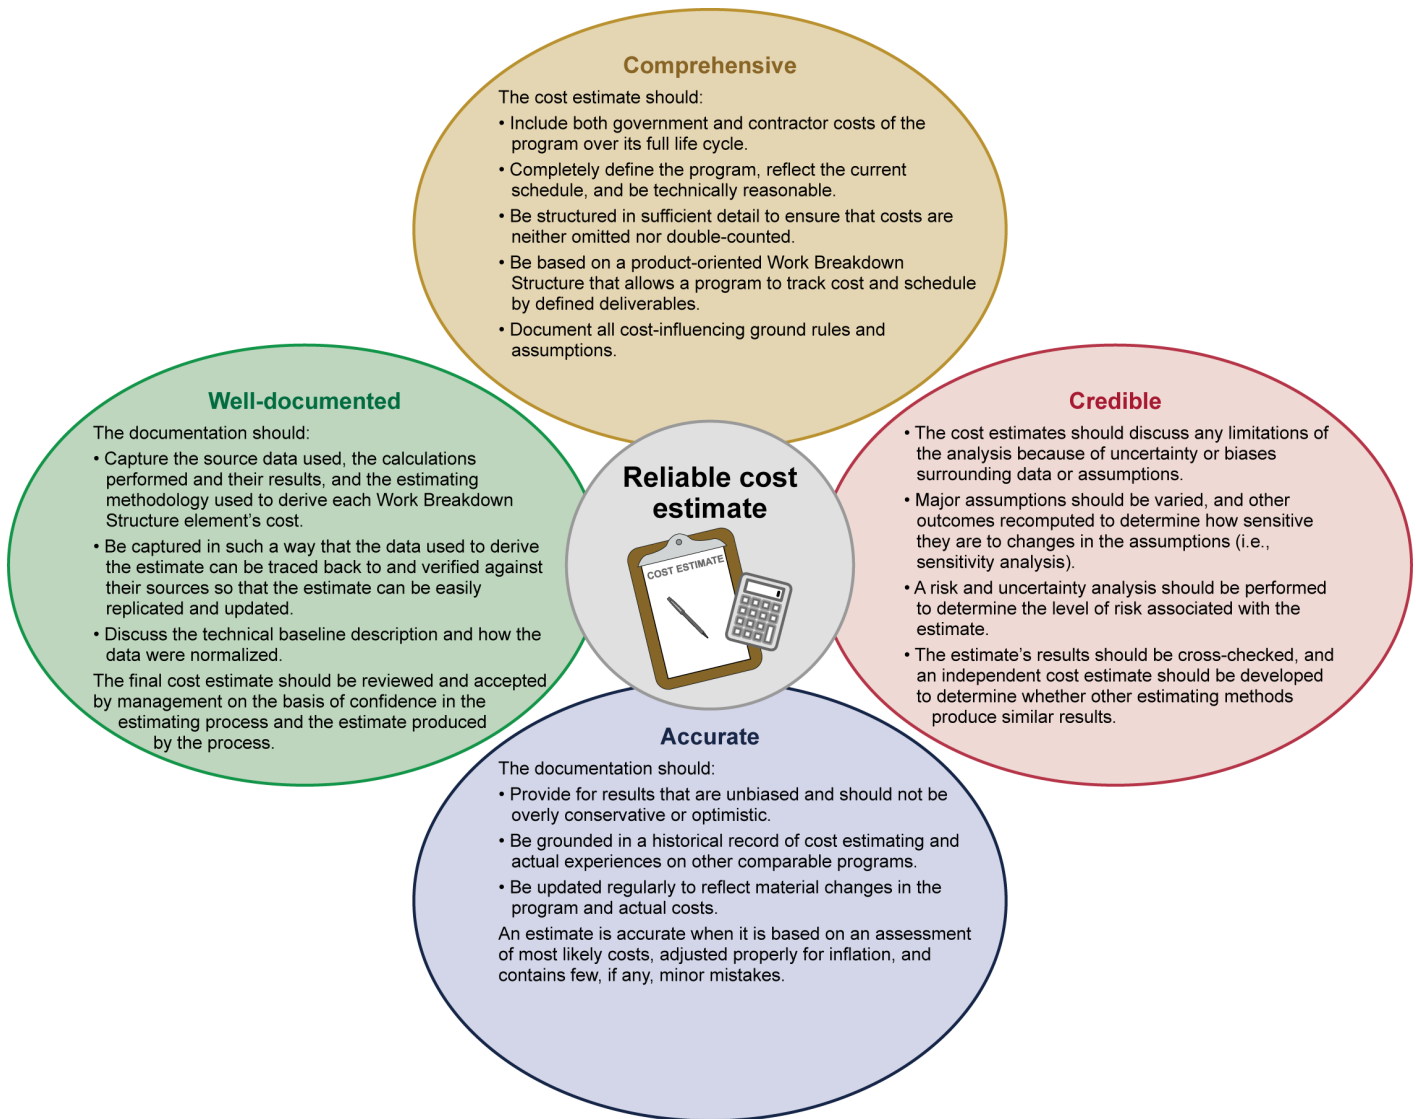 Comprehensive
The cost estimate should:
• Include both government and contractor costs of the
program over its full life cycle.
• Completely define the program, reflect the current
schedule, and be technically reasonable.
• Be structured in sufficient detail to ensure that costs are
neither omitted nor double-counted.
• Be based on a product-oriented Work Breakdown
Structure that allows a program to track cost and schedule
by defined deliverables.
• Document all cost-influencing ground rules and
assumptions.
Well-documented
The documentation should:
• Capture the source data used, the calculations
performed and their results, and the estimating
methodology used to derive each Work Breakdown
Structure element's cost.
• Be captured in such a way that the data used to derive
the estimate can be traced back to and verified against
their sources so that the estimate can be easily
replicated and updated.
• Discuss the technical baseline description and how the
data were normalized.
The final cost estimate should be reviewed and accepted
by management on the basis of confidence in the
estimating process and the estimate produced
by the process.
Reliable cost
estimate
COST ESTIMATE
Credible
• The cost estimates should discuss any limitations of
the analysis because of uncertainty or biases
surrounding data or assumptions.
• Major assumptions should be varied, and other
outcomes recomputed to determine how sensitive
they are to changes in the assumptions (i.e.,
sensitivity analysis).
• A risk and uncertainty analysis should be performed
to determine the level of risk associated with the
estimate.
• The estimate's results should be cross-checked, and
an independent cost estimate should be developed
to determine whether other estimating methods
produce similar results.
Accurate
The documentation should:
• Provide for results that are unbiased and should not be
overly conservative or optimistic.
• Be grounded in a historical record of cost estimating and
actual experiences on other comparable programs.
• Be updated regularly to reflect material changes in the
program and actual costs.
An estimate is accurate when it is based on an assessment
of most likely costs, adjusted properly for inflation, and
contains few, if any, minor mistakes.